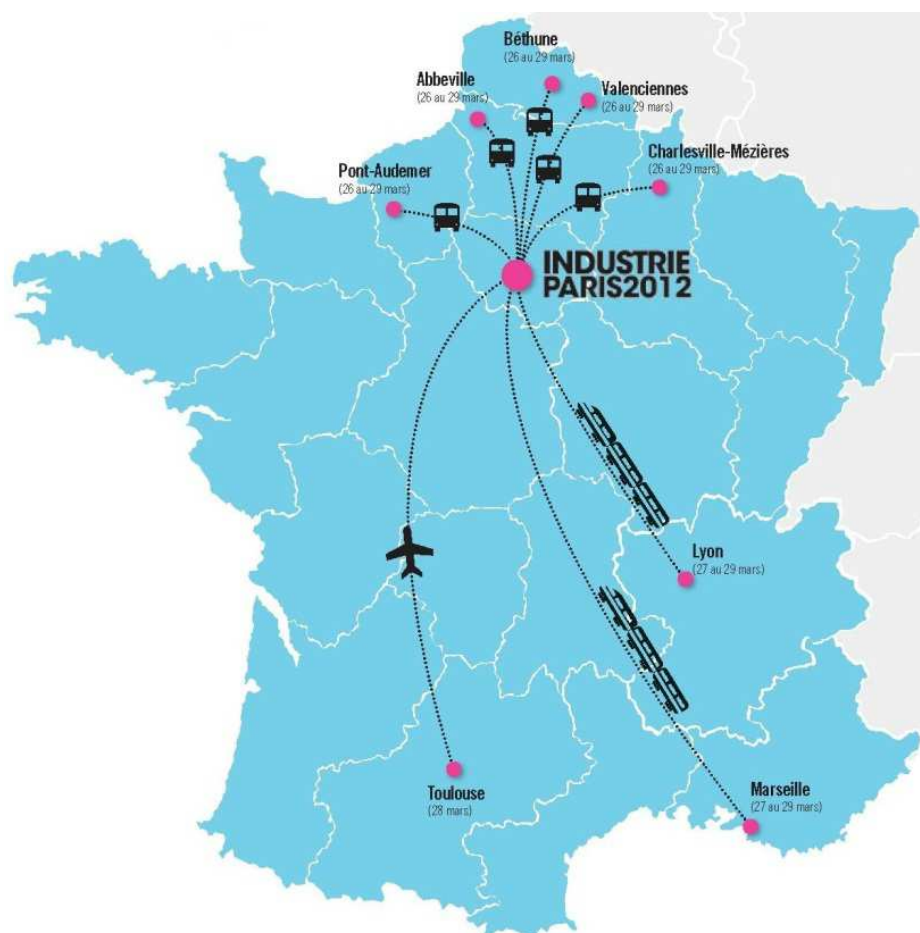 Béthune
(26 au 29 mars)
Abbeville
(26 au 29 mars)
Valenciennes
(26 au 29 mars)
Charlesville-Mézières
(26 au 29 mars)
Pont-Audemer
(26 au 29 mars)
INDUSTRIE
PARIS2012
Lyon
(27 au 29 mars)
Toulouse
(28 mars)
Marseille
(27 au 29 mars)